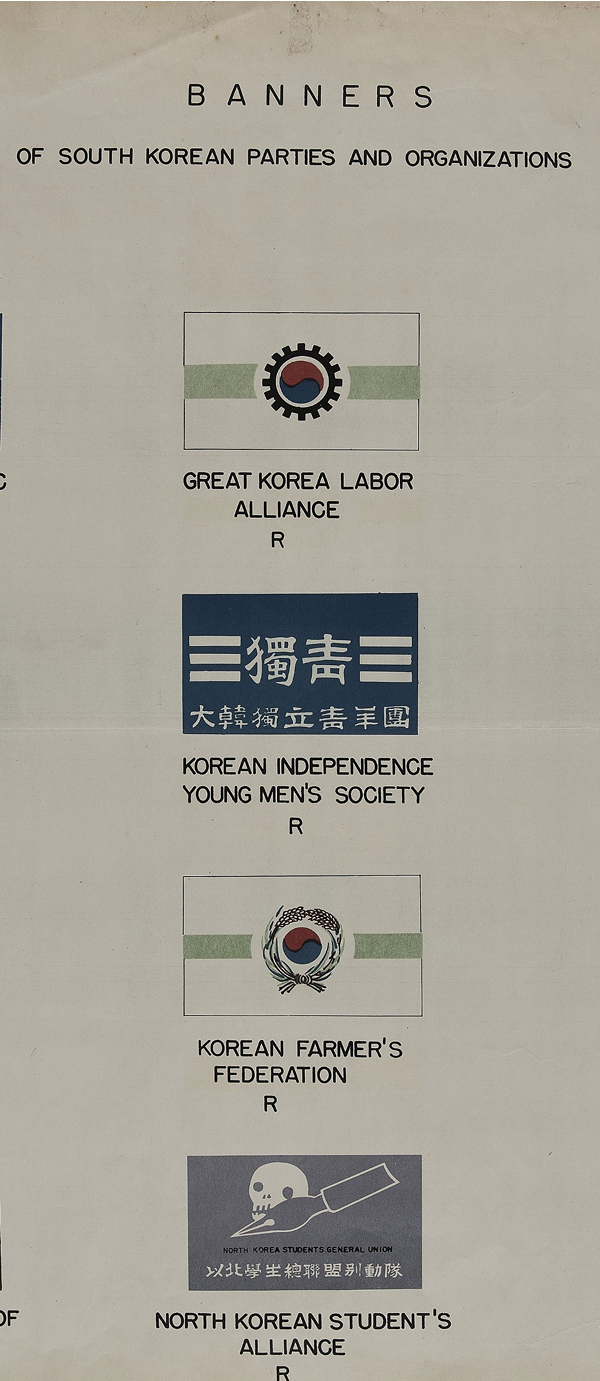 BANNERS
OF SOUTH KOREAN PARTIES AND ORGANIZATIONS
C
GREAT KOREA LABOR
ALLIANCE
R
獨靑
大韓獨立靑年團
KOREAN INDEPENDENCE
YOUNG MEN'S SOCIETY
R
KOREAN FARMER'S
FEDERATION
R
NORTH KOREA STUDENTS GENERAL UNION
以北學生總聯盟別動隊
OF
NORTH KOREAN STUDENT'S
ALLIANCE
R